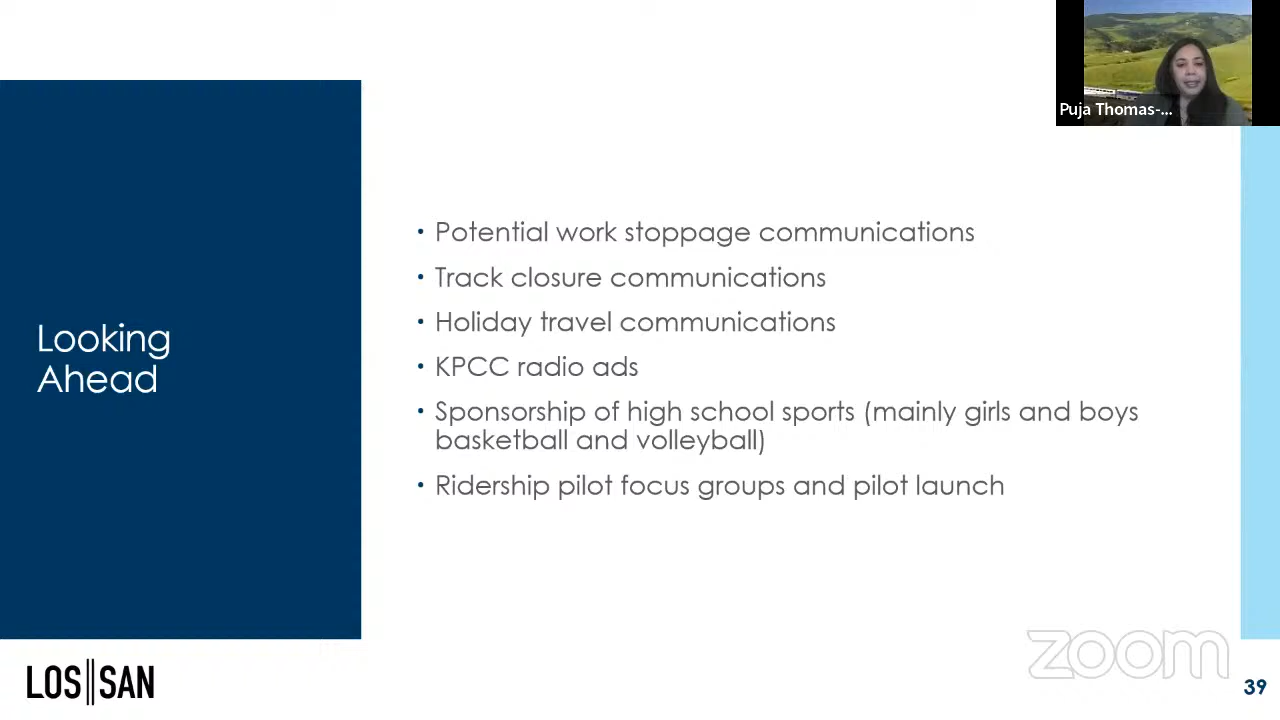 Puja Thomas-...
Looking
Ahead
• Potential work stoppage communications
• Track closure communications
• Holiday travel communications
• KPCC radio ads
• Sponsorship of high school sports (mainly girls and boys
basketball and volleyball)
• Ridership pilot focus groups and pilot launch
zoom
LOS||SAN
39